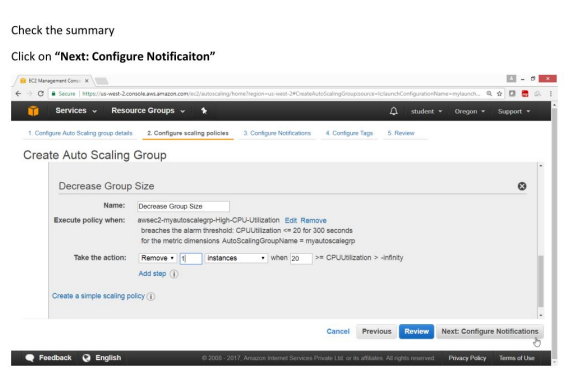 Check the summary
Click on “Next: Configure Notificaiton”
EC2 Management Consol
Secure | https://us-west-2.console.aws.amazon.com/ec2/autoscaling/home?region=us-west-2#CreateAutoScalingGroup:source=lclaunchConfigurationName=mylaunch...
Services Resource Groups student Oregon Support
1. Configure Auto Scaling group details 2. Configure scaling policies 3. Configure Notifications 4. Configure Tags 5. Review
Create Auto Scaling Group
Decrease Group Size
Name: Decrease Group Size
Execute policy when: awsec2-myautoscalegrp-High-CPU-Utilization Edit Remove
breaches the alarm threshold: CPUUtilization <= 20 for 300 seconds
for the metric dimensions AutoScalingGroupName = myautoscalegrp
Take the action: Remove 1 instances when 20 >= CPUUtilization > -infinity
Add step i
Create a simple scaling policy i
Cancel Previous Review Next: Configure Notifications
Feedback English © 2008 - 2017, Amazon Internet Services Private Ltd. or its affiliates. All rights reserved. Privacy Policy Terms of Use